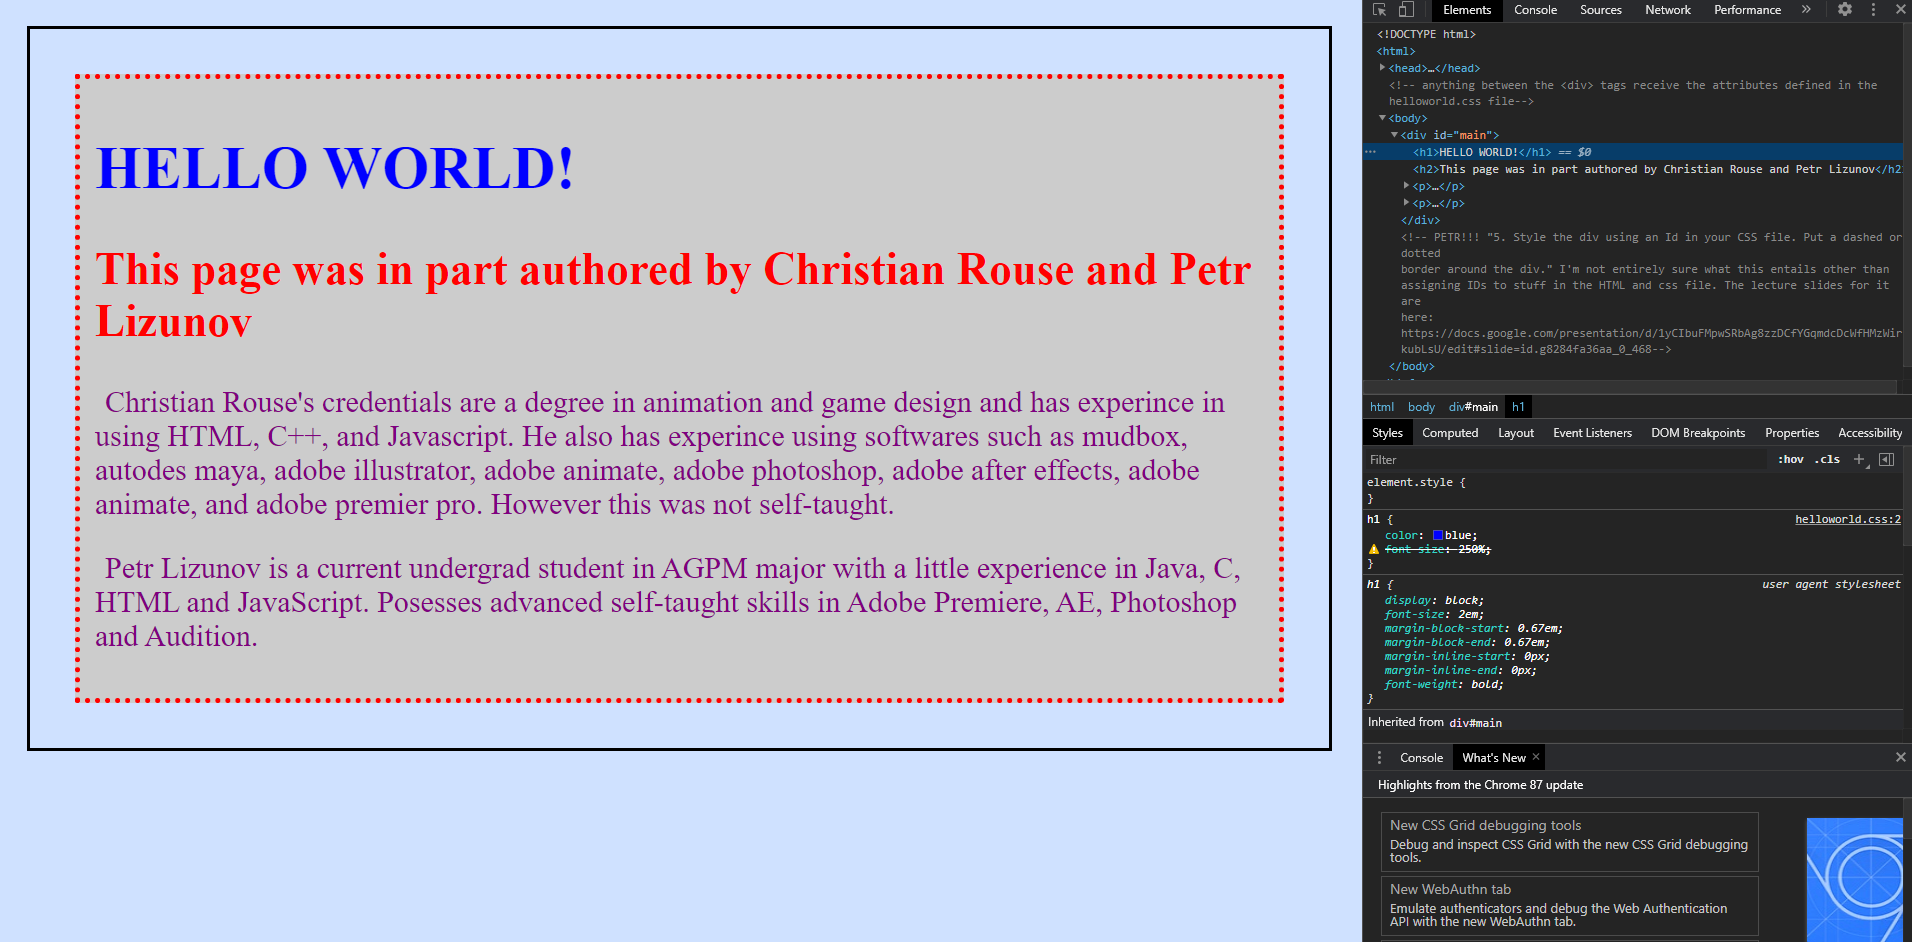 HELLO WORLD!
This page was in part authored by Christian Rouse and Petr
Lizunov
Christian Rouse's credentials are a degree in animation and game design and has experince in
using HTML, C++, and Javascript. He also has experince using softwares such as mudbox,
autodes maya, adobe illustrator, adobe animate, adobe photoshop, adobe after effects, adobe
animate, and adobe premier pro. However this was not self-taught.
Petr Lizunov is a current undergrad student in AGPM major with a little experience in Java, C,
HTML and JavaScript. Posesses advanced self-taught skills in Adobe Premiere, AE, Photoshop
and Audition.
Elements Console Sources Network Performance »
<!DOCTYPE html>
<html>
<head>…</head>
<!-- anything between the <div> tags receive the attributes defined in the
helloworld.css file-->
<body>
<div id="main">
<h1>HELLO WORLD!</h1> == $0
<h2>This page was in part authored by Christian Rouse and Petr Lizunov</h2
<p>…</p>
<p>…</p>
</div>
<!-- PETR!!! "5. Style the div using an Id in your CSS file. Put a dashed or
dotted
border around the div." I'm not entirely sure what this entails other than
assigning IDs to stuff in the HTML and css file. The lecture slides for it
are
here:
https://docs.google.com/presentation/d/1yCIbuFMpwSRbAg8zzDCfYGqmdcDcWfHMzWir
kubLsU/edit#slide=id.g8284fa36aa_0_468-->
</body>
html body div#main h1
Styles Computed Layout Event Listeners DOM Breakpoints Properties Accessibility
Filter :hov .cls +
element.style {
}
h1 { helloworld.css:2
color: blue;
font-size: 250%;
}
h1 { user agent stylesheet
display: block;
font-size: 2em;
margin-block-start: 0.67em;
margin-block-end: 0.67em;
margin-inline-start: 0px;
margin-inline-end: 0px;
font-weight: bold;
}
Inherited from div#main
Console What's New ×
Highlights from the Chrome 87 update
New CSS Grid debugging tools
Debug and inspect CSS Grid with the new CSS Grid debugging
tools.
New WebAuthn tab
Emulate authenticators and debug the Web Authentication
API with the new WebAuthn tab.